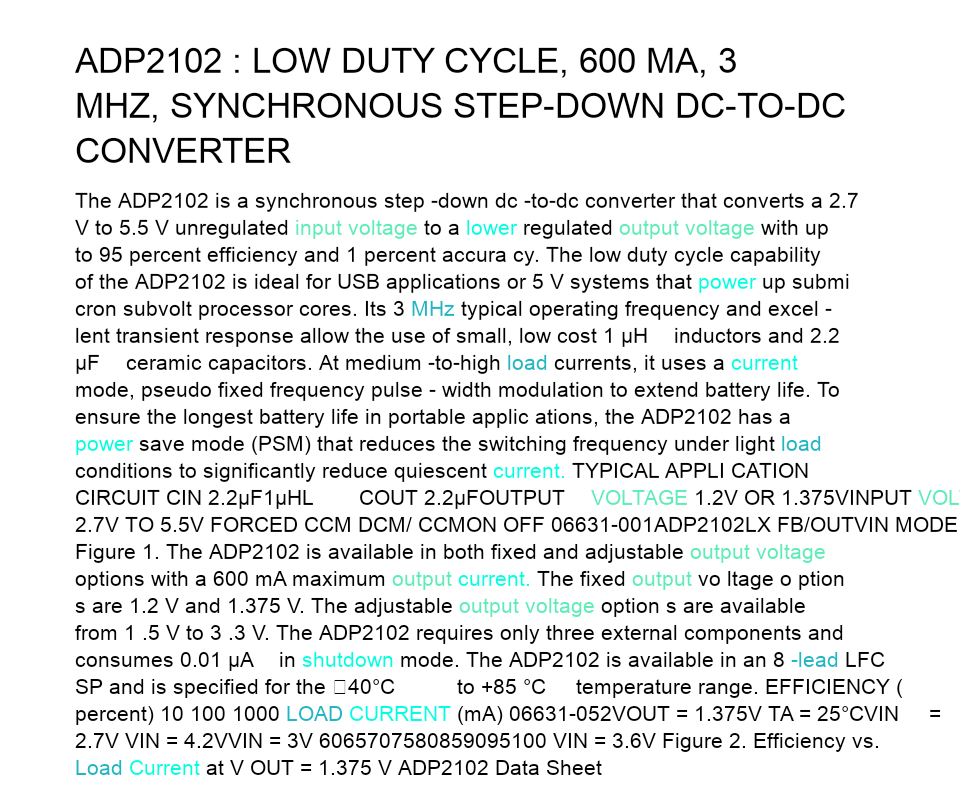 ADP2102 : LOW DUTY CYCLE, 600 MA, 3
MHZ, SYNCHRONOUS STEP-DOWN DC-TO-DC
CONVERTER
The ADP2102 is a synchronous step -down dc -to-dc converter that converts a 2.7
V to 5.5 V unregulated input voltage to a lower regulated output voltage with up
to 95 percent efficiency and 1 percent accura cy. The low duty cycle capability
of the ADP2102 is ideal for USB applications or 5 V systems that power up submi
cron subvolt processor cores. Its 3 MHz typical operating frequency and excel -
lent transient response allow the use of small, low cost 1 μH inductors and 2.2
μF ceramic capacitors. At medium -to-high load currents, it uses a current
mode, pseudo fixed frequency pulse - width modulation to extend battery life. To
ensure the longest battery life in portable applic ations, the ADP2102 has a
power save mode (PSM) that reduces the switching frequency under light load
conditions to significantly reduce quiescent current. TYPICAL APPLI CATION
CIRCUIT CIN 2.2μF1μHL COUT 2.2μFOUTPUT VOLTAGE 1.2V OR 1.375VINPUT VOL
2.7V TO 5.5V FORCED CCM DCM/ CCMON OFF 06631-001ADP2102LX FB/OUTVIN MODE
Figure 1. The ADP2102 is available in both fixed and adjustable output voltage
options with a 600 mA maximum output current. The fixed output vo ltage o ption
s are 1.2 V and 1.375 V. The adjustable output voltage option s are available
from 1 .5 V to 3 .3 V. The ADP2102 requires only three external components and
consumes 0.01 μA in shutdown mode. The ADP2102 is available in an 8 -lead LFC
SP and is specified for the 40°C to +85 °C temperature range. EFFICIENCY (
percent) 10 100 1000 LOAD CURRENT (mA) 06631-052VOUT = 1.375V TA = 25°CVIN =
2.7V VIN = 4.2VVIN = 3V 6065707580859095100 VIN = 3.6V Figure 2. Efficiency vs.
Load Current at V OUT = 1.375 V ADP2102 Data Sheet